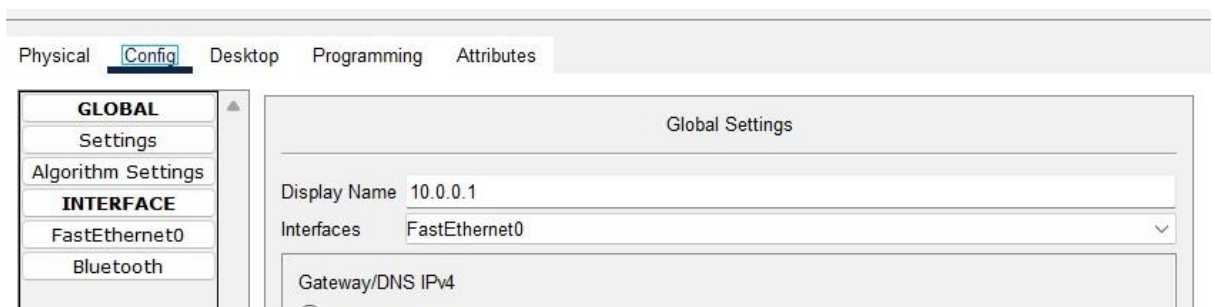 Physical Config Desktop Programming Attributes
GLOBAL
Settings
Algorithm Settings
INTERFACE
FastEthernet0
Bluetooth
Global Settings
Display Name 10.0.0.1
Interfaces FastEthernet0
Gateway/DNS IPv4